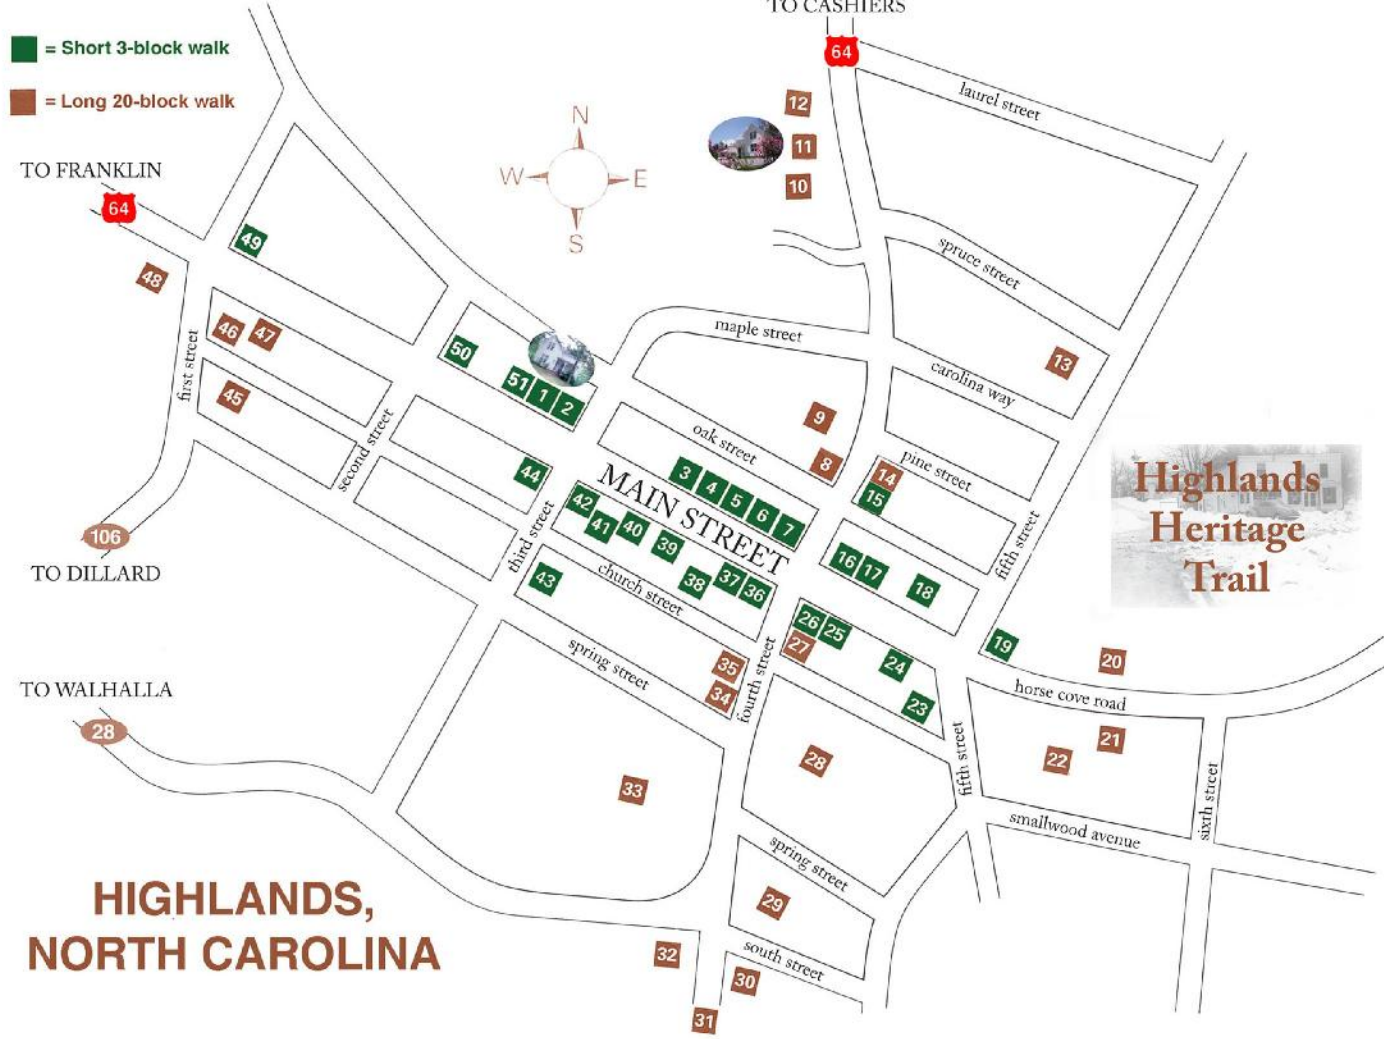 TO CASHIERS
64
= Short 3-block walk
= Long 20-block walk
laurel street
12
11
10
N
W
E
S
TO FRANKLIN
64
49
48
spruce street
46
47
maple street
50
13
first street
45
51
1
2
carolina way
9
second street
oak street
8
pine street
14
15
44
3
4
5
6
7
MAIN STREET
42
41
40
39
38
37
36
third street
fifth street
Highlands
Heritage
Trail
106
TO DILLARD
43
church street
16
17
18
26
25
27
24
23
19
20
35
34
fourth street
spring street
horse cove road
TO WALHALLA
28
fifth street
21
22
28
33
sixth street
smallwood avenue
spring street
29
HIGHLANDS,
NORTH CAROLINA
south street
32
30
31